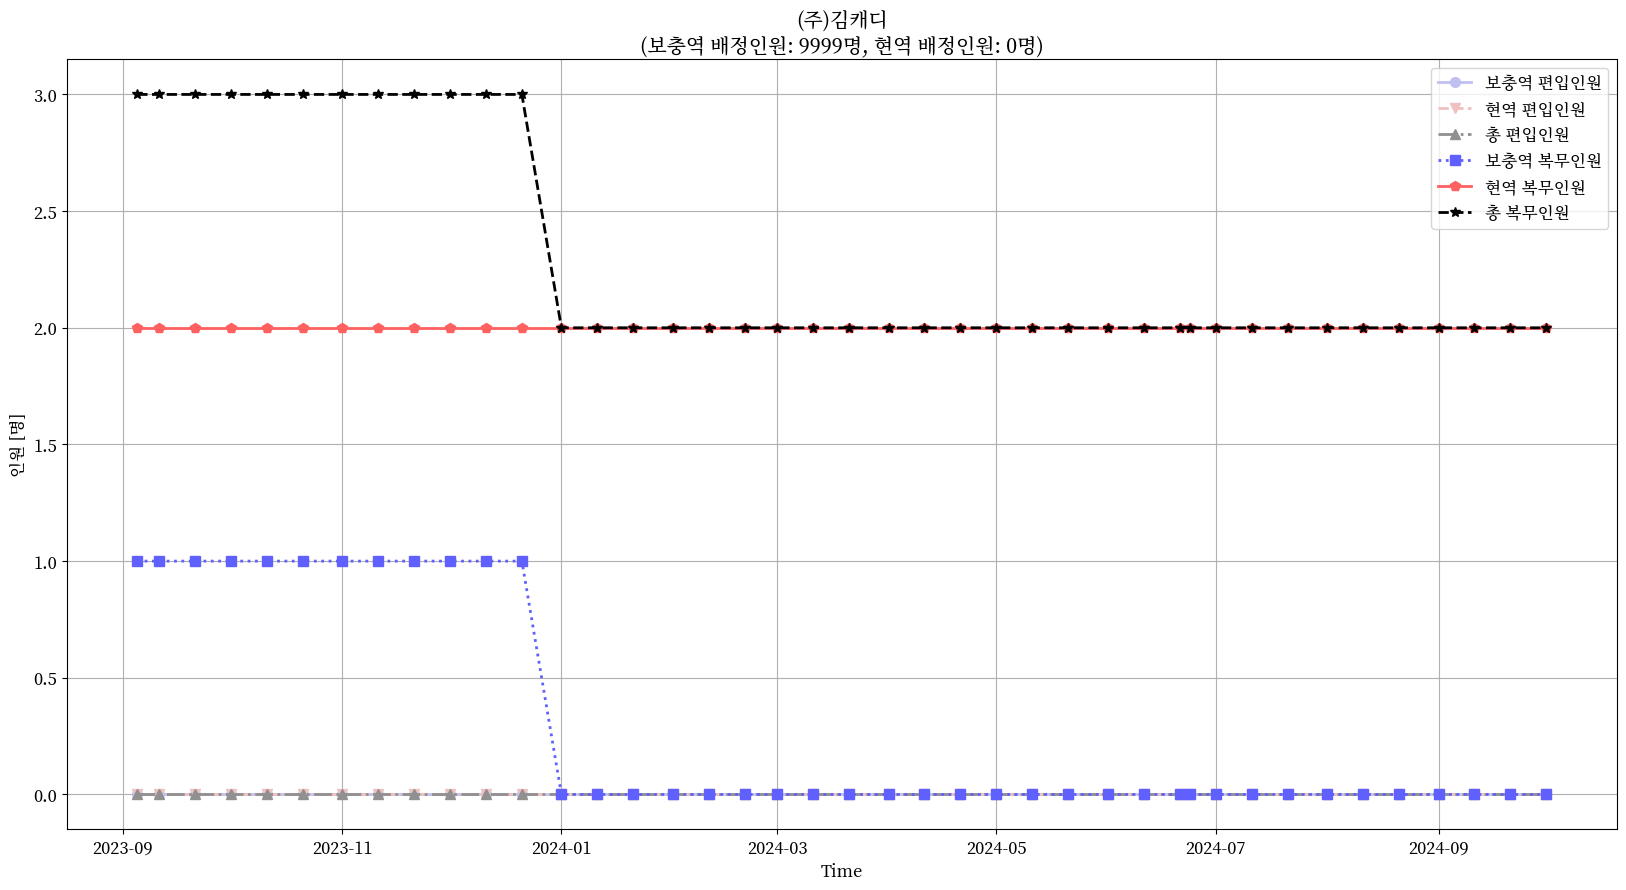 (주)김캐디
(보충역 배정인원: 9999명, 현역 배정인원: 0명)
보충역 편입인원
현역 편입인원
총 편입인원
보충역 복무인원
현역 복무인원
총 복무인원
인원 [명]
3.0
2.5
2.0
1.5
1.0
0.5
0.0
2023-09
2023-11
2024-01
2024-03
2024-05
2024-07
2024-09
Time